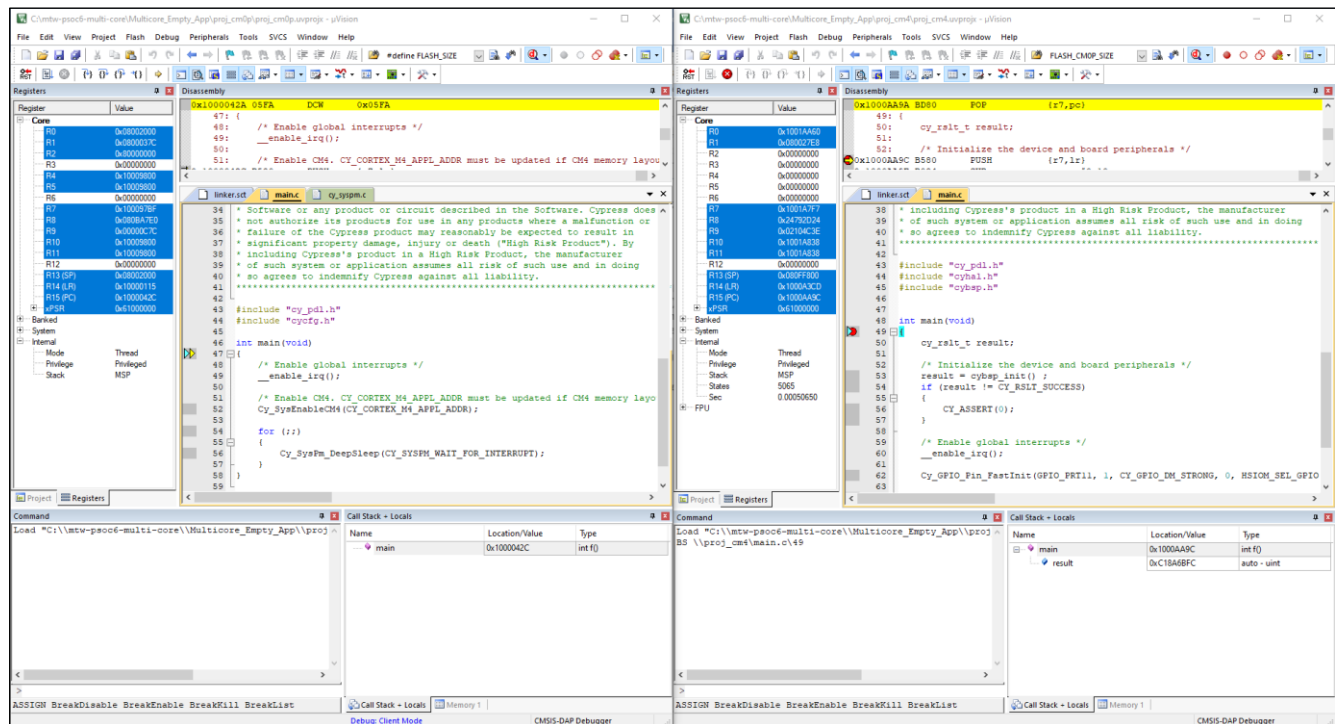 C:\mtw-psoc6-multi-core\Multicore_Empty_App\proj_cm0p\proj_cm0p.uvprojx - µVision
File Edit View Project Flash Debug Peripherals Tools SVCS Window Help
#define FLASH_SIZE
Registers
Register Value
Core
R0 0x08002000
R1 0x0800037C
R2 0x80000000
R3 0x00000000
R4 0x10009800
R5 0x10009800
R6 0x00000000
R7 0x100097BF
R8 0x080BA7E0
R9 0x00000C7C
R10 0x10009800
R11 0x10009800
R12 0x00000000
R13 (SP) 0x08002000
R14 (LR) 0x10000115
R15 (PC) 0x1000042C
xPSR 0x61000000
Banked
System
Internal
Mode Thread
Privilege Privileged
Stack MSP
Project Registers
Disassembly
0x1000042A 05FA DCW 0x05FA
47: {
48: /* Enable global interrupts */
49: __enable_irq();
50:
51: /* Enable CM4. CY_CORTEX_M4_APPL_ADDR must be updated if CM4 memory layou
linker.sct main.c cy_syspm.c
34 * Software or any product or circuit described in the Software. Cypress does
35 * not authorize its products for use in any products where a malfunction or
36 * failure of the Cypress product may reasonably be expected to result in
37 * significant property damage, injury or death ("High Risk Product"). By
38 * including Cypress's product in a High Risk Product, the manufacturer
39 * of such system or application assumes all risk of such use and in doing
40 * so agrees to indemnify Cypress against all liability.
41 *******************************************************************************
42
43 #include "cy_pdl.h"
44 #include "cycfg.h"
45
46 int main(void)
47 {
48 /* Enable global interrupts */
49 __enable_irq();
50
51 /* Enable CM4. CY_CORTEX_M4_APPL_ADDR must be updated if CM4 memory layo
52 Cy_SysEnableCM4(CY_CORTEX_M4_APPL_ADDR);
53
54 for (;;)
55 {
56 Cy_SysPm_DeepSleep(CY_SYSPM_WAIT_FOR_INTERRUPT);
57 }
58 }
59
Command
Load "C:\\mtw-psoc6-multi-core\\Multicore_Empty_App\\proj
>
ASSIGN BreakDisable BreakEnable BreakKill BreakList
Call Stack + Locals
Name Location/Value Type
main 0x1000042C int f()
Call Stack + Locals Memory 1
Debug: Client Mode CMSIS-DAP Debugger
C:\mtw-psoc6-multi-core\Multicore_Empty_App\proj_cm4\proj_cm4.uvprojx - µVision
File Edit View Project Flash Debug Peripherals Tools SVCS Window Help
FLASH_CM0P_SIZE
Registers
Register Value
Core
R0 0x1001AA60
R1 0x080027E8
R2 0x00000000
R3 0x00000000
R4 0x00000000
R5 0x00000000
R6 0x00000000
R7 0x1001A7F7
R8 0x24792D24
R9 0x02104C3E
R10 0x1001A838
R11 0x1001A838
R12 0x00000000
R13 (SP) 0x080FF800
R14 (LR) 0x1000A3CD
R15 (PC) 0x1000AA9C
xPSR 0x61000000
Banked
System
Internal
Mode Thread
Privilege Privileged
Stack MSP
States 5065
Sec 0.00050650
FPU
Project Registers
Disassembly
0x1000AA9A BD80 POP {r7,pc}
49: {
50: cy_rslt_t result;
51:
52: /* Initialize the device and board peripherals */
0x1000AA9C B580 PUSH {r7,lr}
linker.sct main.c
38 * including Cypress's product in a High Risk Product, the manufacturer
39 * of such system or application assumes all risk of such use and in doing
40 * so agrees to indemnify Cypress against all liability.
41 *******************************************************************************
42
43 #include "cy_pdl.h"
44 #include "cyhal.h"
45 #include "cybsp.h"
46
47
48 int main(void)
49 {
50 cy_rslt_t result;
51
52 /* Initialize the device and board peripherals */
53 result = cybsp_init() ;
54 if (result != CY_RSLT_SUCCESS)
55 {
56 CY_ASSERT(0);
57 }
58
59 /* Enable global interrupts */
60 __enable_irq();
61
62 Cy_GPIO_Pin_FastInit(GPIO_PRT11, 1, CY_GPIO_DM_STRONG, 0, HSIOM_SEL_GPIO
63
Command
Load "C:\\mtw-psoc6-multi-core\\Multicore_Empty_App\\proj
BS \\proj_cm4\main.c\49
>
ASSIGN BreakDisable BreakEnable BreakKill BreakList
Call Stack + Locals
Name Location/Value Type
main 0x1000AA9C int f()
result 0xC18A6BFC auto - uint
Call Stack + Locals Memory 1
CMSIS-DAP Debugger